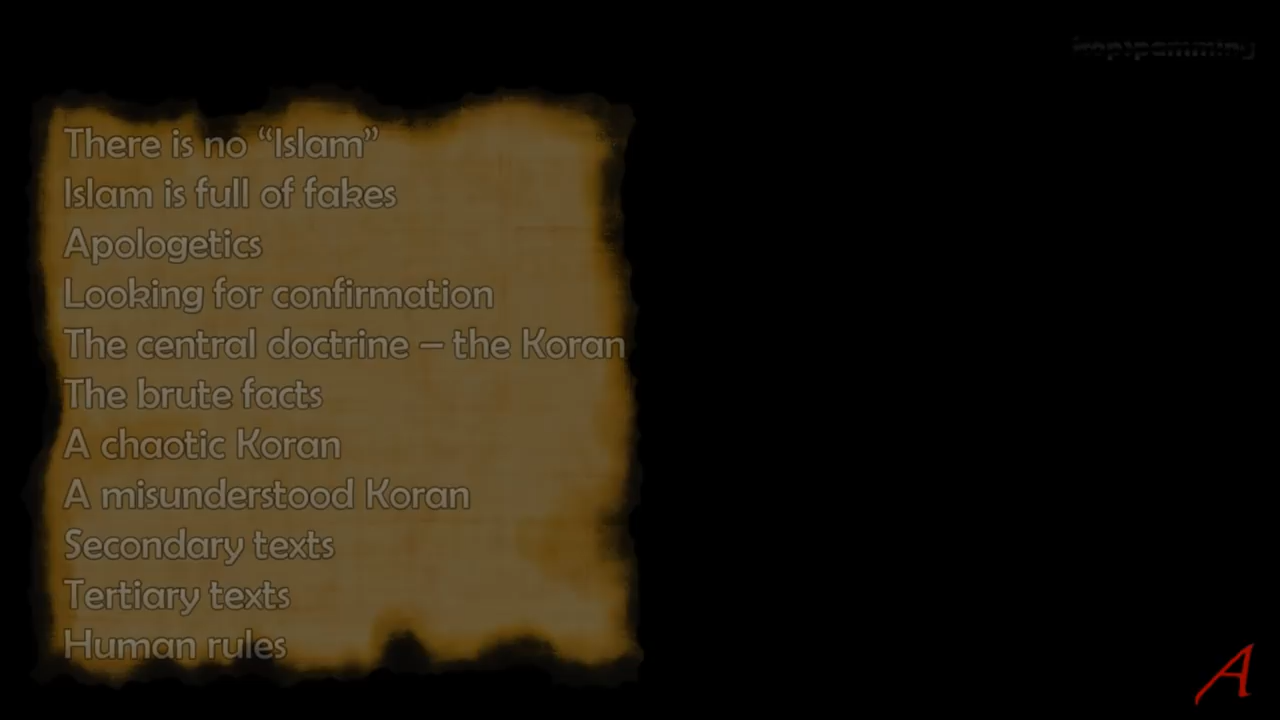 There is no “Islam”
Islam is full of fakes
Apologetics
Looking for confirmation
The central doctrine – the Koran
The brute facts
A chaotic Koran
A misunderstood Koran
Secondary texts
Tertiary texts
Human rules
A